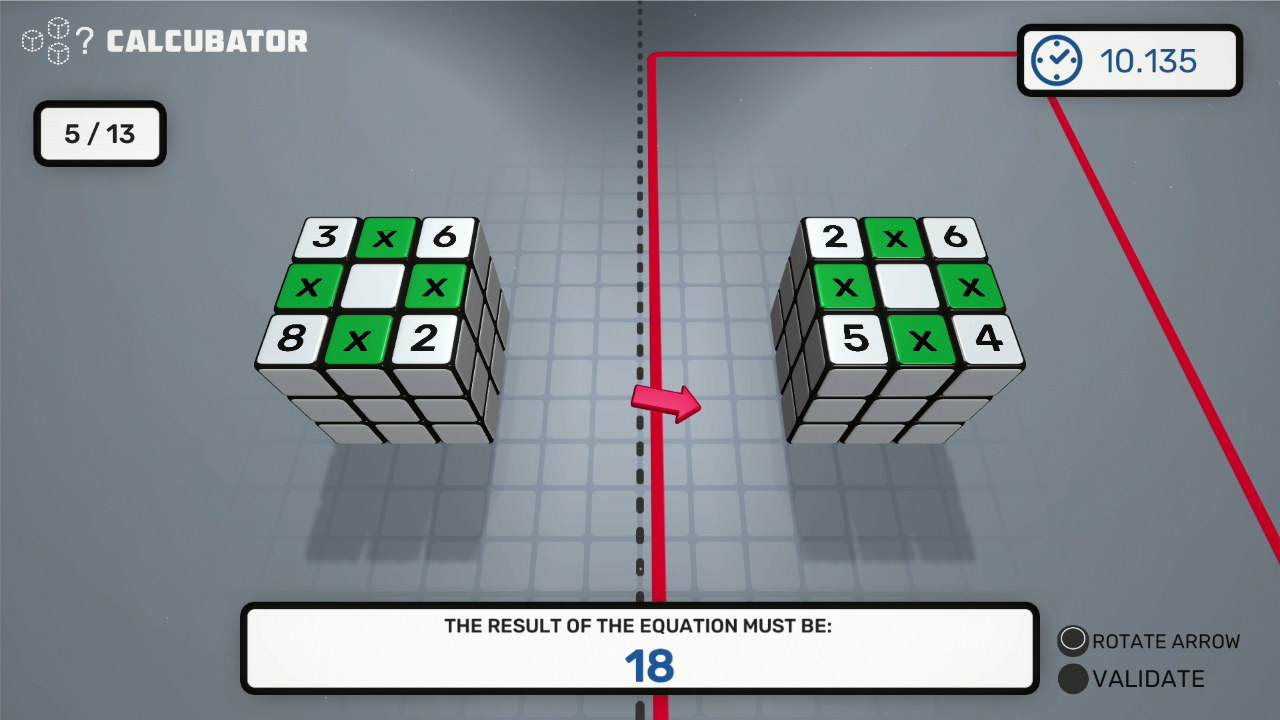 ? CALCUBATOR
10.135
5 / 13
3 x 6
x x
8 x 2
2 x 6
x x
5 x 4
THE RESULT OF THE EQUATION MUST BE:
18
ROTATE ARROW
VALIDATE